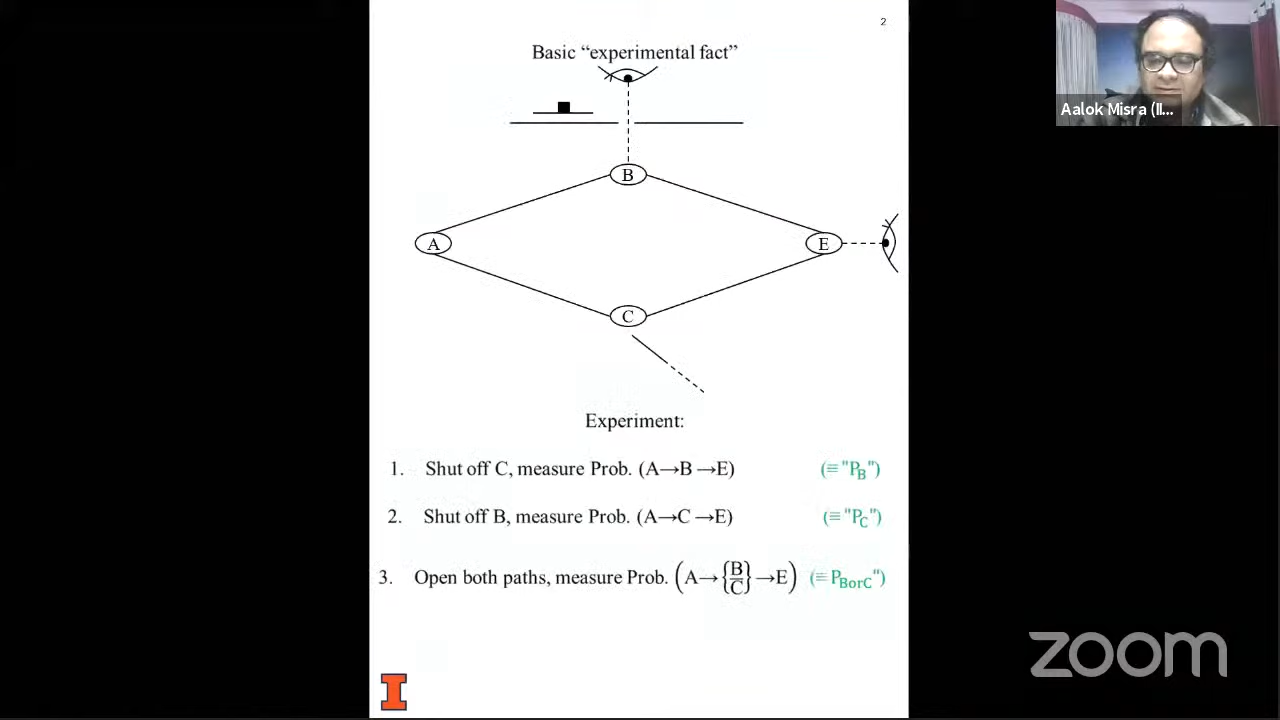 2
Basic “experimental fact”
Aalok Misra (II...
B
A
E
C
Experiment:
1. Shut off C, measure Prob. (A→B →E) (≡"P_B")
2. Shut off B, measure Prob. (A→C →E) (≡"P_C")
3. Open both paths, measure Prob. (A→{B/C}→E) (≡P_BorC")
zoom
I